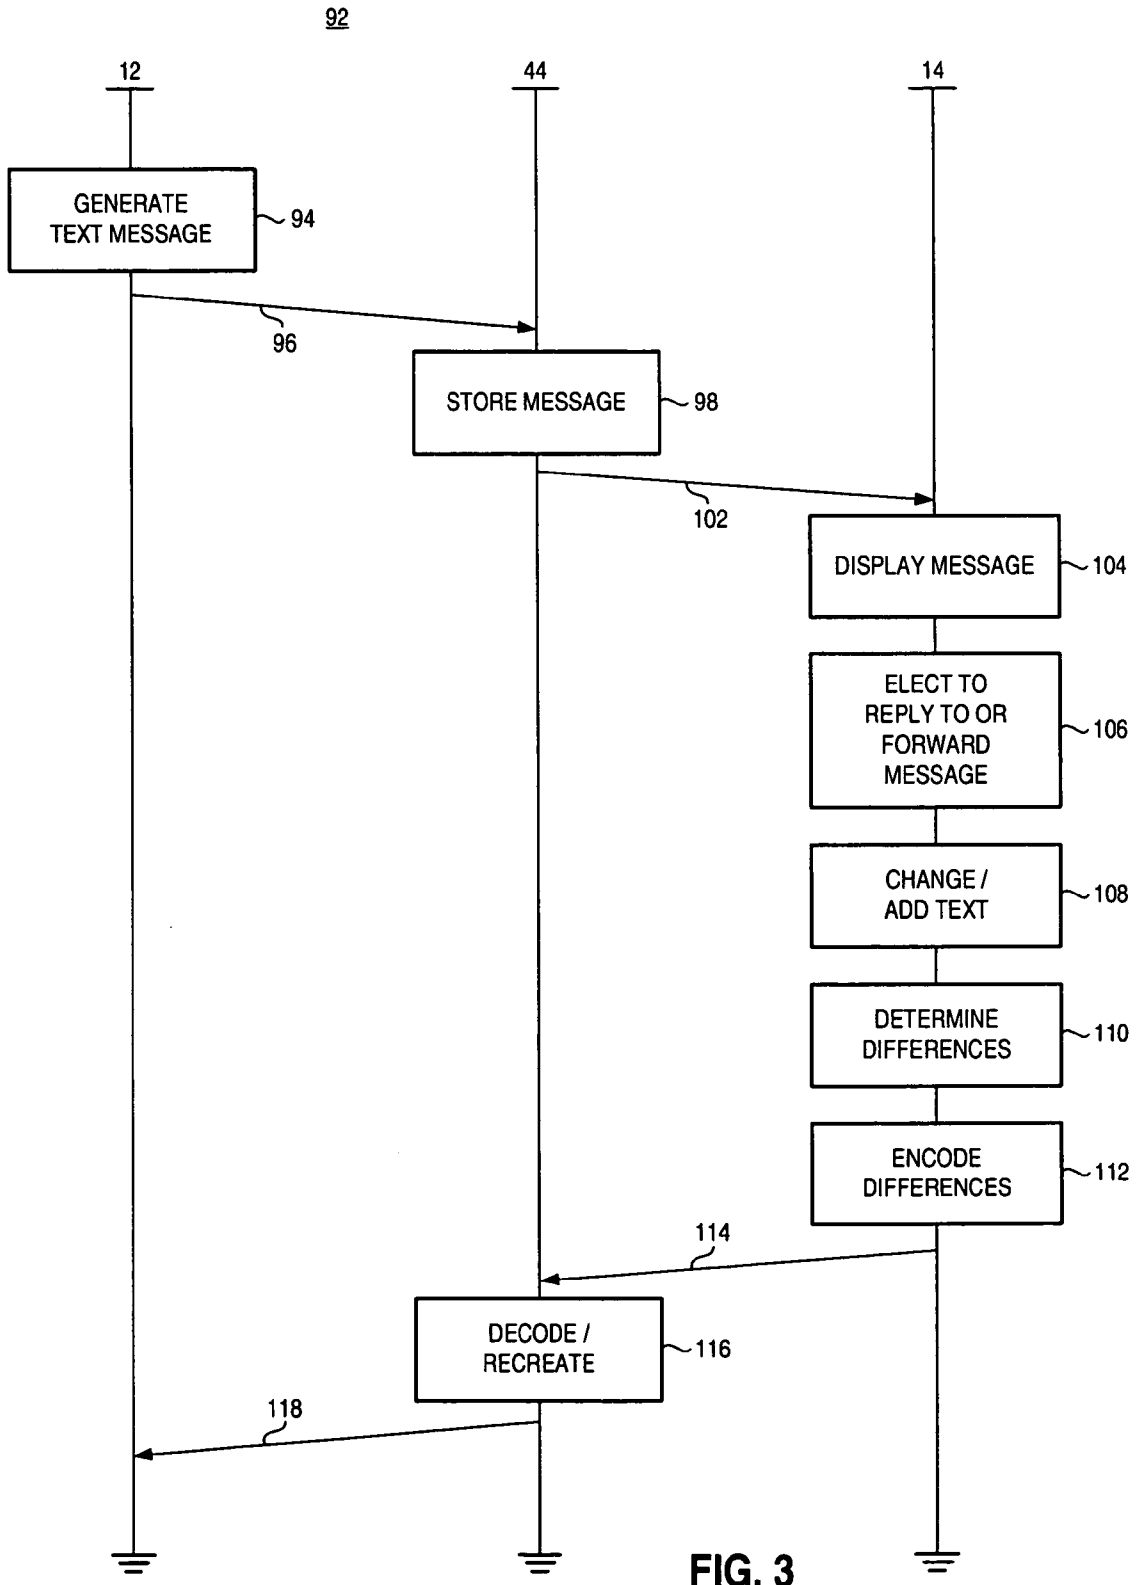 92
12
44
14
GENERATE
TEXT MESSAGE
94
96
STORE MESSAGE
98
102
DISPLAY MESSAGE
104
ELECT TO
REPLY TO OR
FORWARD
MESSAGE
106
CHANGE /
ADD TEXT
108
DETERMINE
DIFFERENCES
110
ENCODE
DIFFERENCES
112
114
DECODE /
RECREATE
116
118
FIG. 3